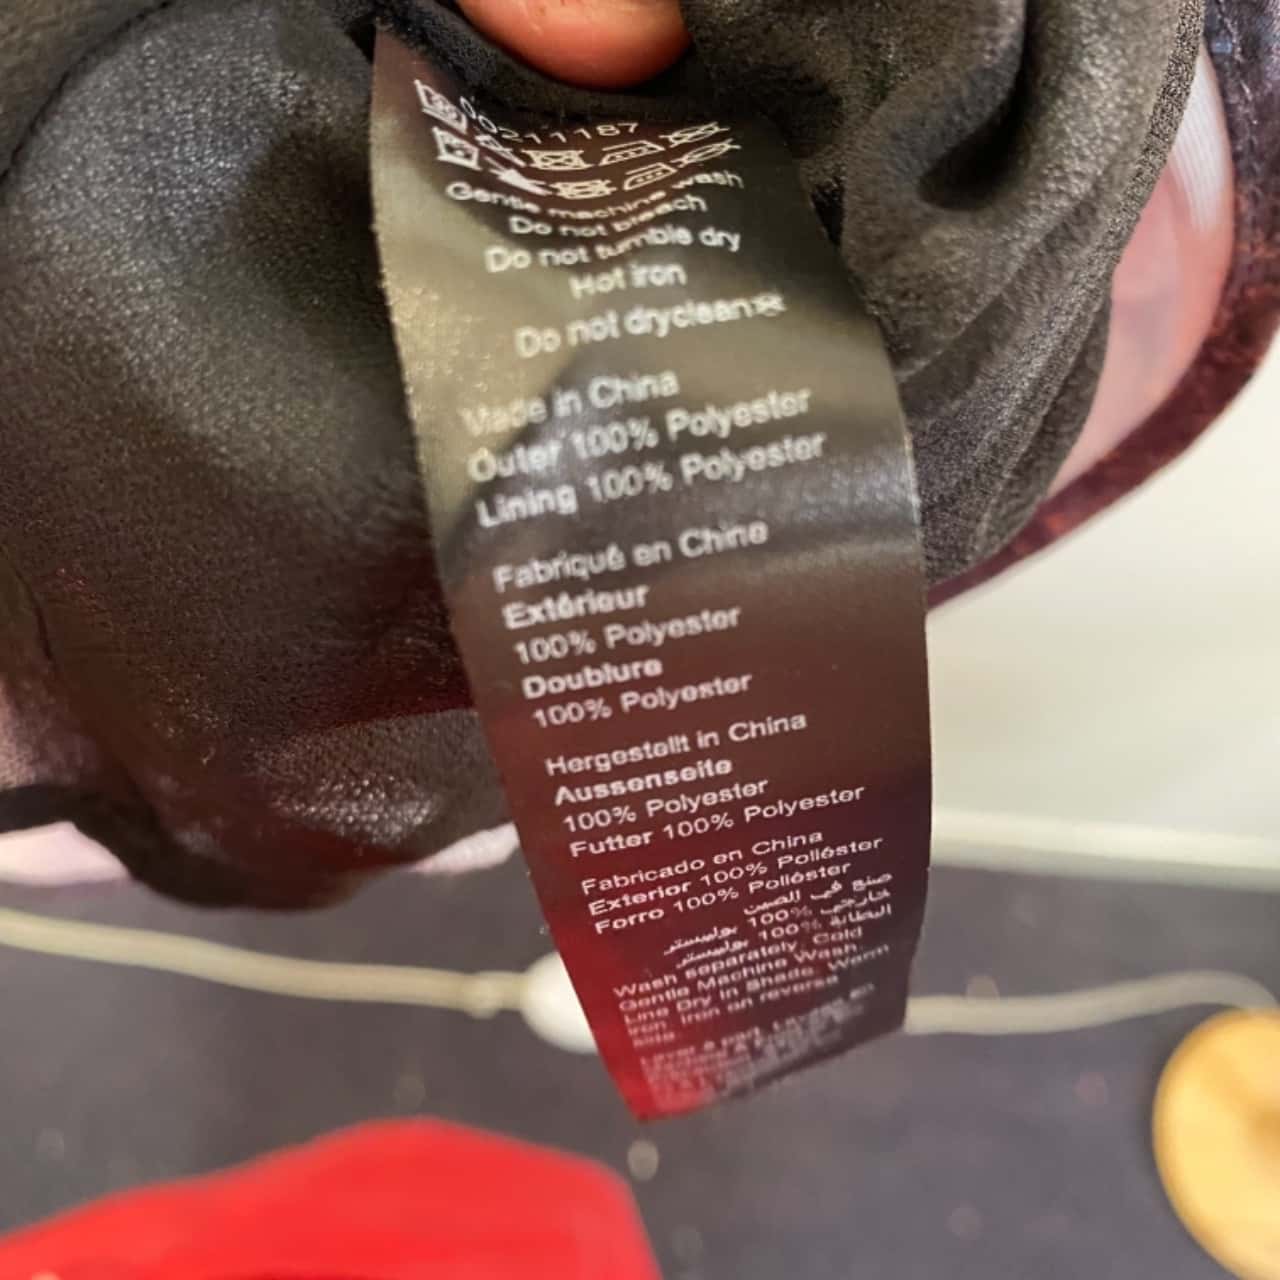 00211187
Gentle machine wash
Do not bleach
Do not tumble dry
Hot iron
Do not dryclean
Made in China
Outer 100% Polyester
Lining 100% Polyester
Fabriqué en Chine
Extérieur
100% Polyester
Doublure
100% Polyester
Hergestellt in China
Aussenseite
100% Polyester
Futter 100% Polyester
Fabricado en China
Exterior 100% Poliéster
Forro 100% Poliéster
صنع في الصين
خارجي 100% بوليستر
البطانة 100% بوليستر
Wash separately, Cold
Gentle Machine Wash.
Line Dry in Shade. Warm
iron. Iron on reverse
side